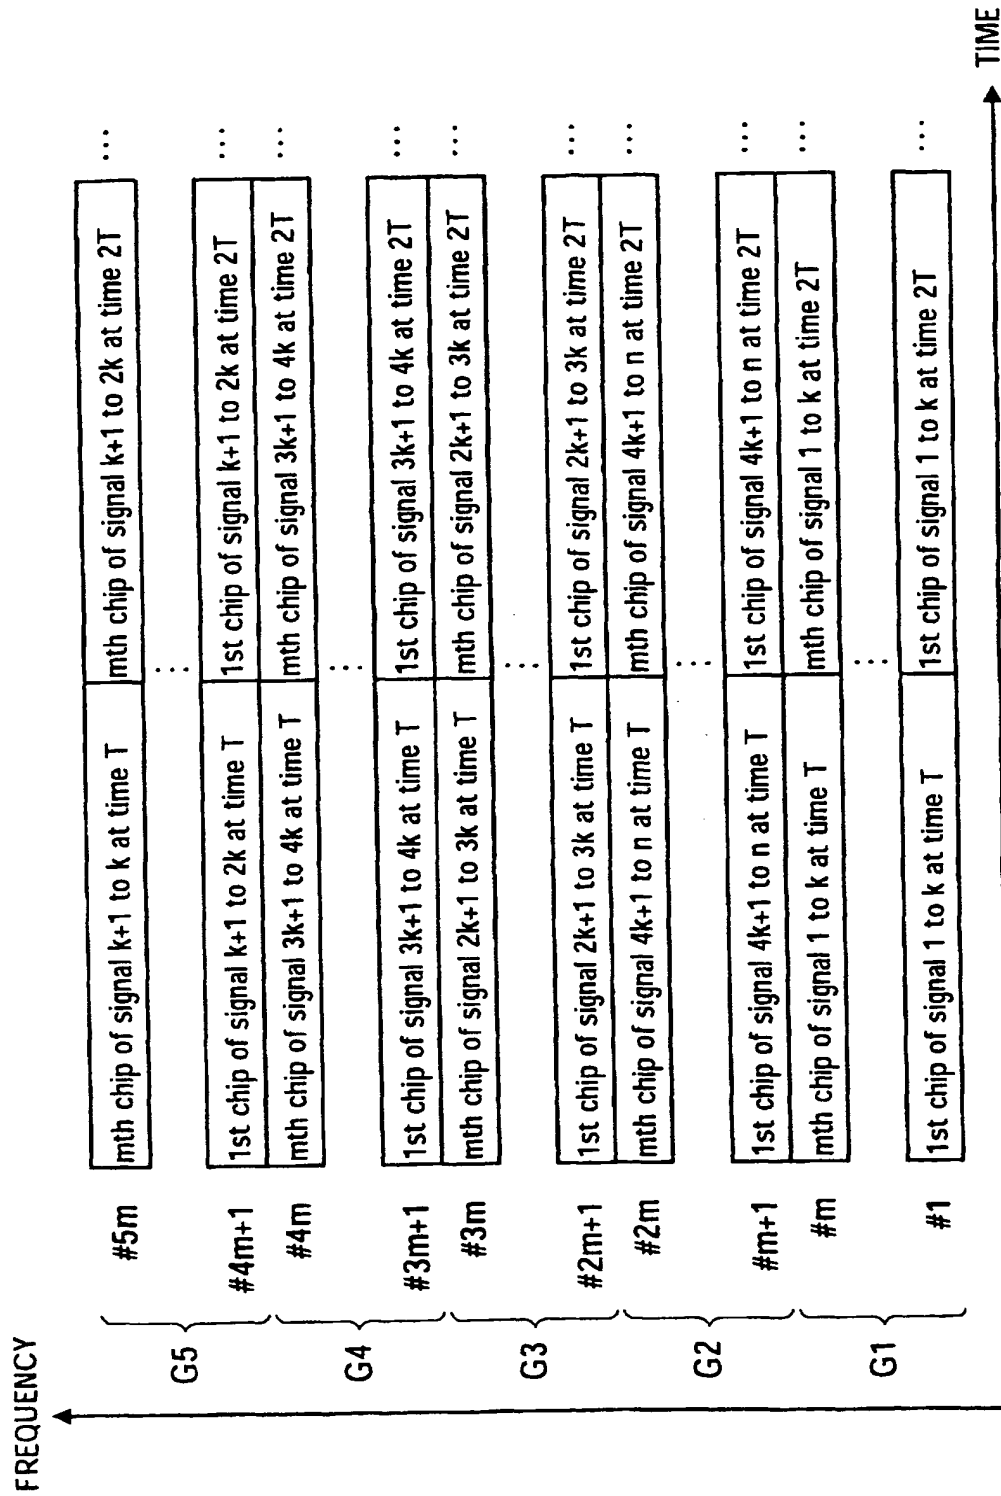 FREQUENCY
G5
#5m
mth chip of signal k+1 to k at time T
mth chip of signal k+1 to 2k at time 2T
...
...
#4m+1
1st chip of signal k+1 to 2k at time T
1st chip of signal k+1 to 2k at time 2T
...
G4
#4m
mth chip of signal 3k+1 to 4k at time T
mth chip of signal 3k+1 to 4k at time 2T
...
...
#3m+1
1st chip of signal 3k+1 to 4k at time T
1st chip of signal 3k+1 to 4k at time 2T
...
G3
#3m
mth chip of signal 2k+1 to 3k at time T
mth chip of signal 2k+1 to 3k at time 2T
...
...
#2m+1
1st chip of signal 2k+1 to 3k at time T
1st chip of signal 2k+1 to 3k at time 2T
...
G2
#2m
mth chip of signal 4k+1 to n at time T
mth chip of signal 4k+1 to n at time 2T
...
...
#m+1
1st chip of signal 4k+1 to n at time T
1st chip of signal 4k+1 to n at time 2T
...
G1
#m
mth chip of signal 1 to k at time T
mth chip of signal 1 to k at time 2T
...
...
#1
1st chip of signal 1 to k at time T
1st chip of signal 1 to k at time 2T
...
TIME